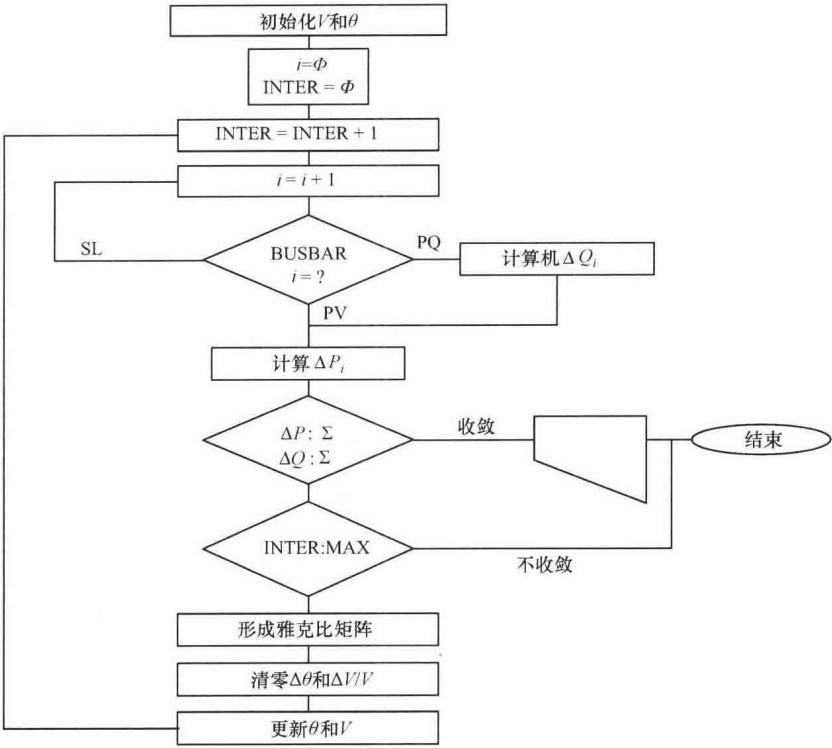 初始化V和θ
i=Φ
INTER = Φ
INTER = INTER + 1
i = i + 1
SL
BUSBAR
i = ?
PQ
计算机 Δ Qi
PV
计算 Δ Pi
ΔP : Σ
ΔQ : Σ
收敛
结束
INTER:MAX
不收敛
形成雅克比矩阵
清零Δθ和ΔV/V
更新θ和V